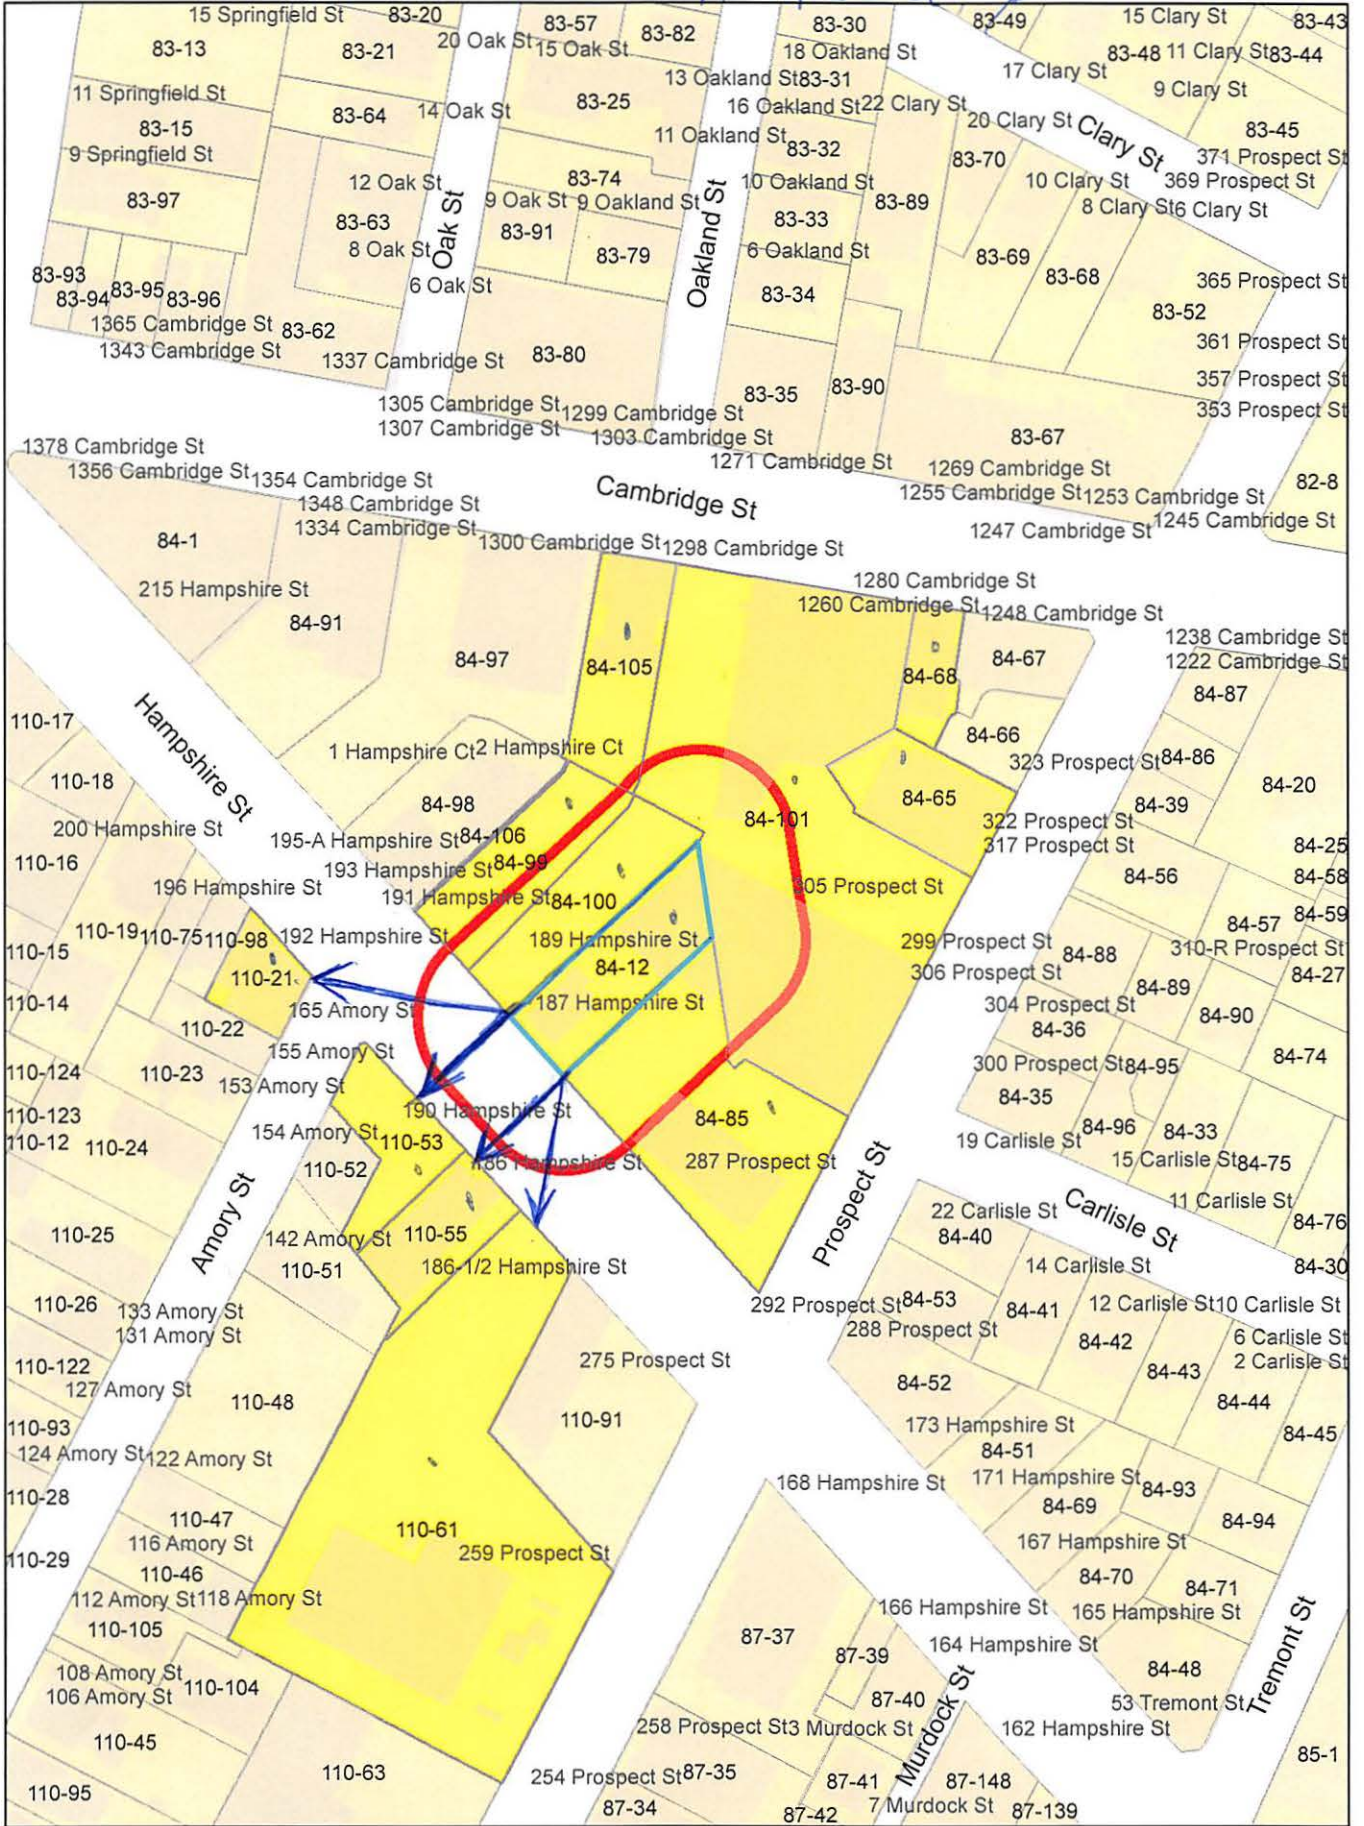 15 Springfield St
83-20
83-57
83-82
83-30
83-49
15 Clary St
83-43
83-13
83-21
20 Oak St
15 Oak St
18 Oakland St
83-48
11 Clary St
83-44
13 Oakland St
83-31
17 Clary St
9 Clary St
11 Springfield St
83-64
14 Oak St
83-25
16 Oakland St
22 Clary St
20 Clary St
Clary St
83-15
11 Oakland St
83-32
83-45
9 Springfield St
83-70
371 Prospect St
12 Oak St
83-74
10 Oakland St
10 Clary St
369 Prospect St
83-97
9 Oak St
9 Oakland St
83-89
8 Clary St
6 Clary St
83-63
83-91
83-33
8 Oak St
Oak St
83-79
Oakland St
6 Oakland St
83-69
83-93
83-94
83-95
83-96
6 Oak St
83-34
83-68
365 Prospect St
1365 Cambridge St
83-62
83-52
1343 Cambridge St
1337 Cambridge St
83-80
361 Prospect St
83-35
83-90
357 Prospect St
1305 Cambridge St
1299 Cambridge St
353 Prospect St
1307 Cambridge St
1303 Cambridge St
83-67
1378 Cambridge St
1271 Cambridge St
1269 Cambridge St
1356 Cambridge St
1354 Cambridge St
82-8
1348 Cambridge St
Cambridge St
1255 Cambridge St
1253 Cambridge St
1334 Cambridge St
1247 Cambridge St
1245 Cambridge St
84-1
1300 Cambridge St
1298 Cambridge St
215 Hampshire St
1280 Cambridge St
84-91
1260 Cambridge St
1248 Cambridge St
84-97
84-105
84-68
84-67
1238 Cambridge St
1222 Cambridge St
84-87
110-17
Hampshire St
1 Hampshire Ct
2 Hampshire Ct
84-66
323 Prospect St
84-86
110-18
84-98
84-65
84-39
84-20
200 Hampshire St
195-A Hampshire St
84-106
84-101
322 Prospect St
317 Prospect St
84-25
110-16
193 Hampshire St
84-99
84-56
84-58
196 Hampshire St
191 Hampshire St
84-100
305 Prospect St
84-59
110-19
110-75
110-98
192 Hampshire St
189 Hampshire St
299 Prospect St
84-57
110-15
84-12
84-88
310-R Prospect St
110-21
306 Prospect St
84-27
110-14
187 Hampshire St
304 Prospect St
84-89
165 Amory St
84-36
84-90
110-22
155 Amory St
300 Prospect St
84-95
84-74
110-124
110-23
153 Amory St
84-35
110-123
190 Hampshire St
84-85
110-12
110-24
154 Amory St
110-53
19 Carlisle St
84-96
84-33
110-52
186 Hampshire St
287 Prospect St
15 Carlisle St
84-75
Prospect St
Carlisle St
11 Carlisle St
110-25
Amory St
142 Amory St
110-55
22 Carlisle St
84-76
84-40
110-51
186-1/2 Hampshire St
14 Carlisle St
84-30
110-26
133 Amory St
292 Prospect St
84-53
84-41
12 Carlisle St
10 Carlisle St
131 Amory St
288 Prospect St
84-42
6 Carlisle St
110-122
275 Prospect St
2 Carlisle St
127 Amory St
84-52
84-43
110-48
110-91
84-44
110-93
173 Hampshire St
84-45
124 Amory St
122 Amory St
84-51
168 Hampshire St
171 Hampshire St
84-93
110-28
110-47
110-61
84-69
84-94
116 Amory St
259 Prospect St
167 Hampshire St
110-29
110-46
84-70
84-71
112 Amory St
118 Amory St
166 Hampshire St
165 Hampshire St
110-105
87-37
87-39
164 Hampshire St
Tremont St
108 Amory St
110-104
84-48
106 Amory St
87-40
Murdock St
53 Tremont St
258 Prospect St
3 Murdock St
162 Hampshire St
110-45
85-1
110-63
254 Prospect St
87-35
87-41
87-148
110-95
87-34
87-42
7 Murdock St
87-139